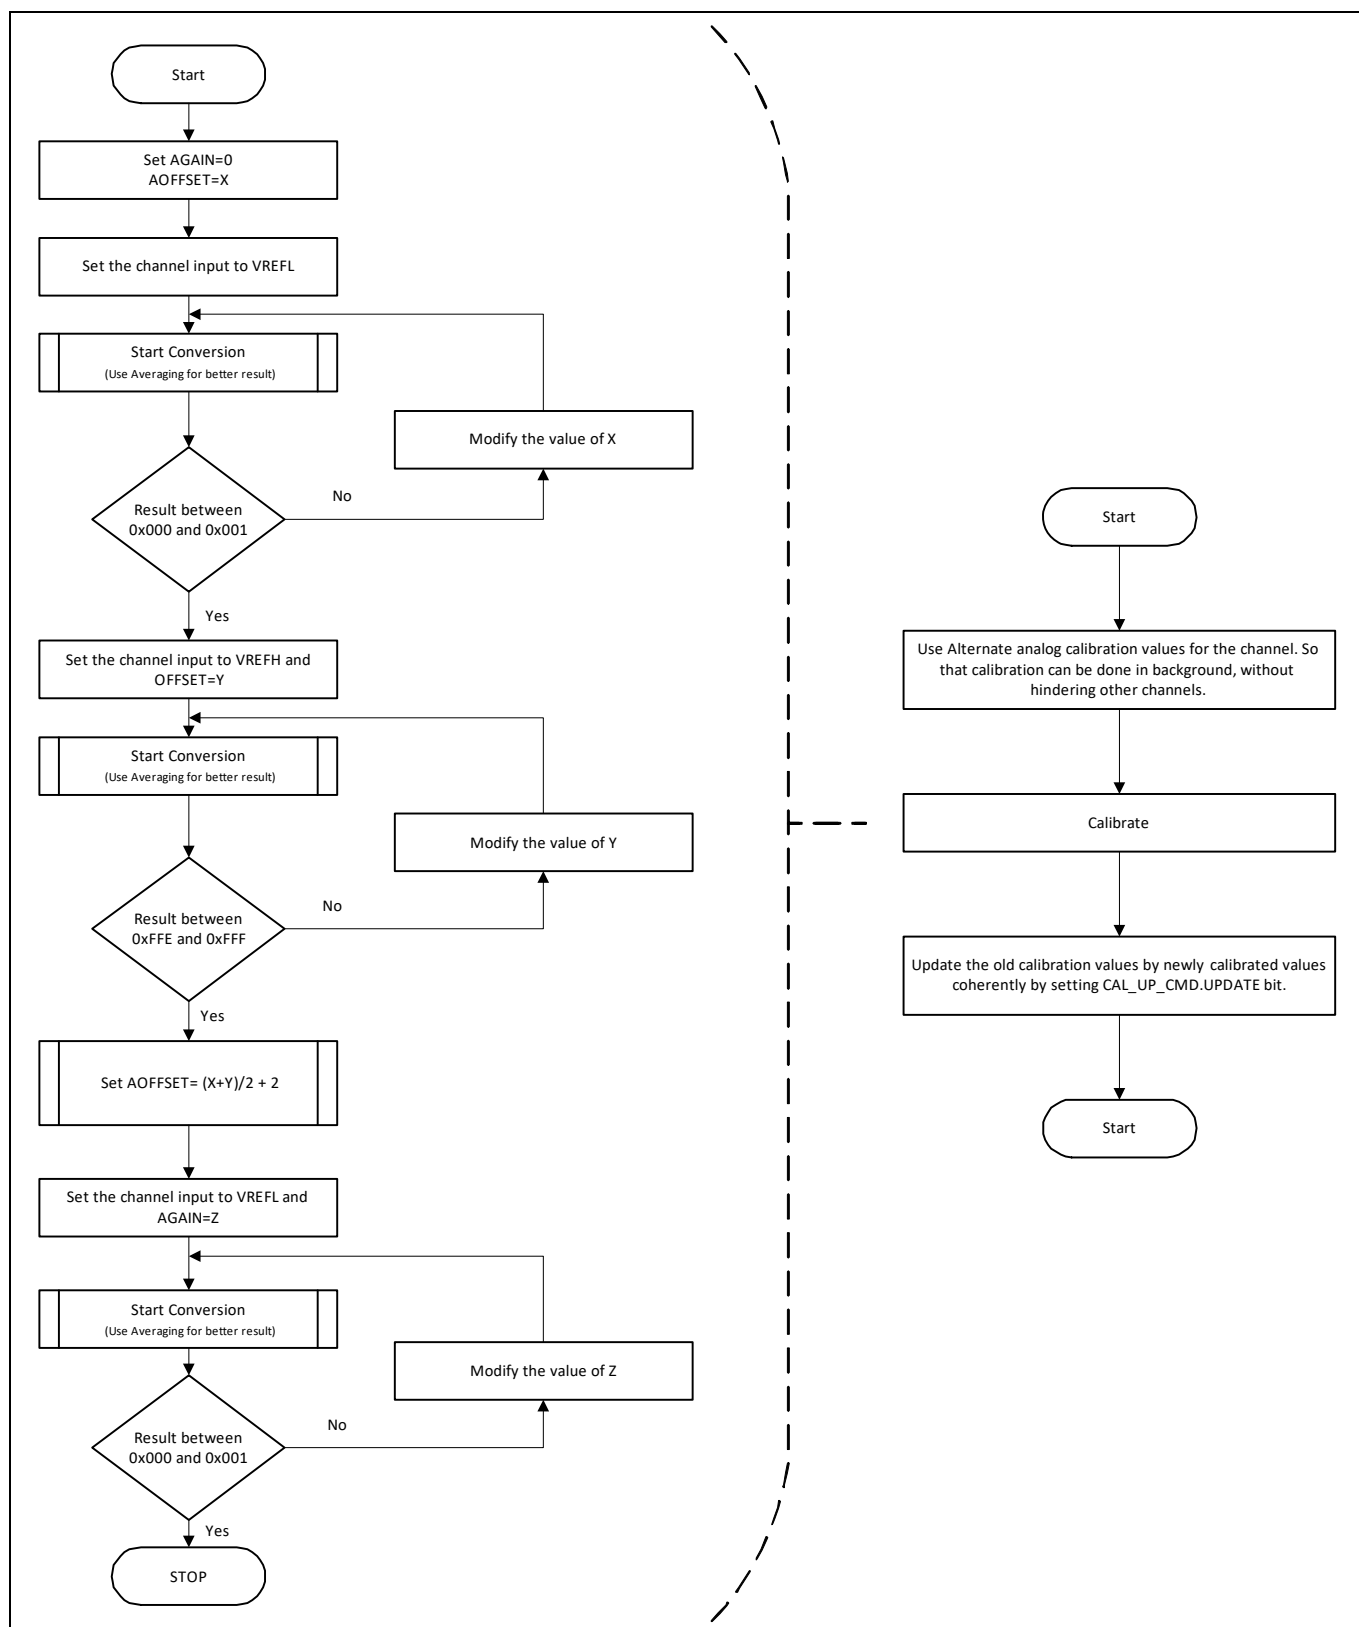 Start
Set AGAIN=0
AOFFSET=X
Set the channel input to VREFL
Start Conversion
(Use Averaging for better result)
Modify the value of X
Result between
0x000 and 0x001
No
Yes
Set the channel input to VREFH and
OFFSET=Y
Start Conversion
(Use Averaging for better result)
Modify the value of Y
Result between
0xFFE and 0xFFF
No
Yes
Set AOFFSET= (X+Y)/2 + 2
Set the channel input to VREFL and
AGAIN=Z
Start Conversion
(Use Averaging for better result)
Modify the value of Z
Result between
0x000 and 0x001
No
Yes
STOP
Start
Use Alternate analog calibration values for the channel. So
that calibration can be done in background, without
hindering other channels.
Calibrate
Update the old calibration values by newly calibrated values
coherently by setting CAL_UP_CMD.UPDATE bit.
Start